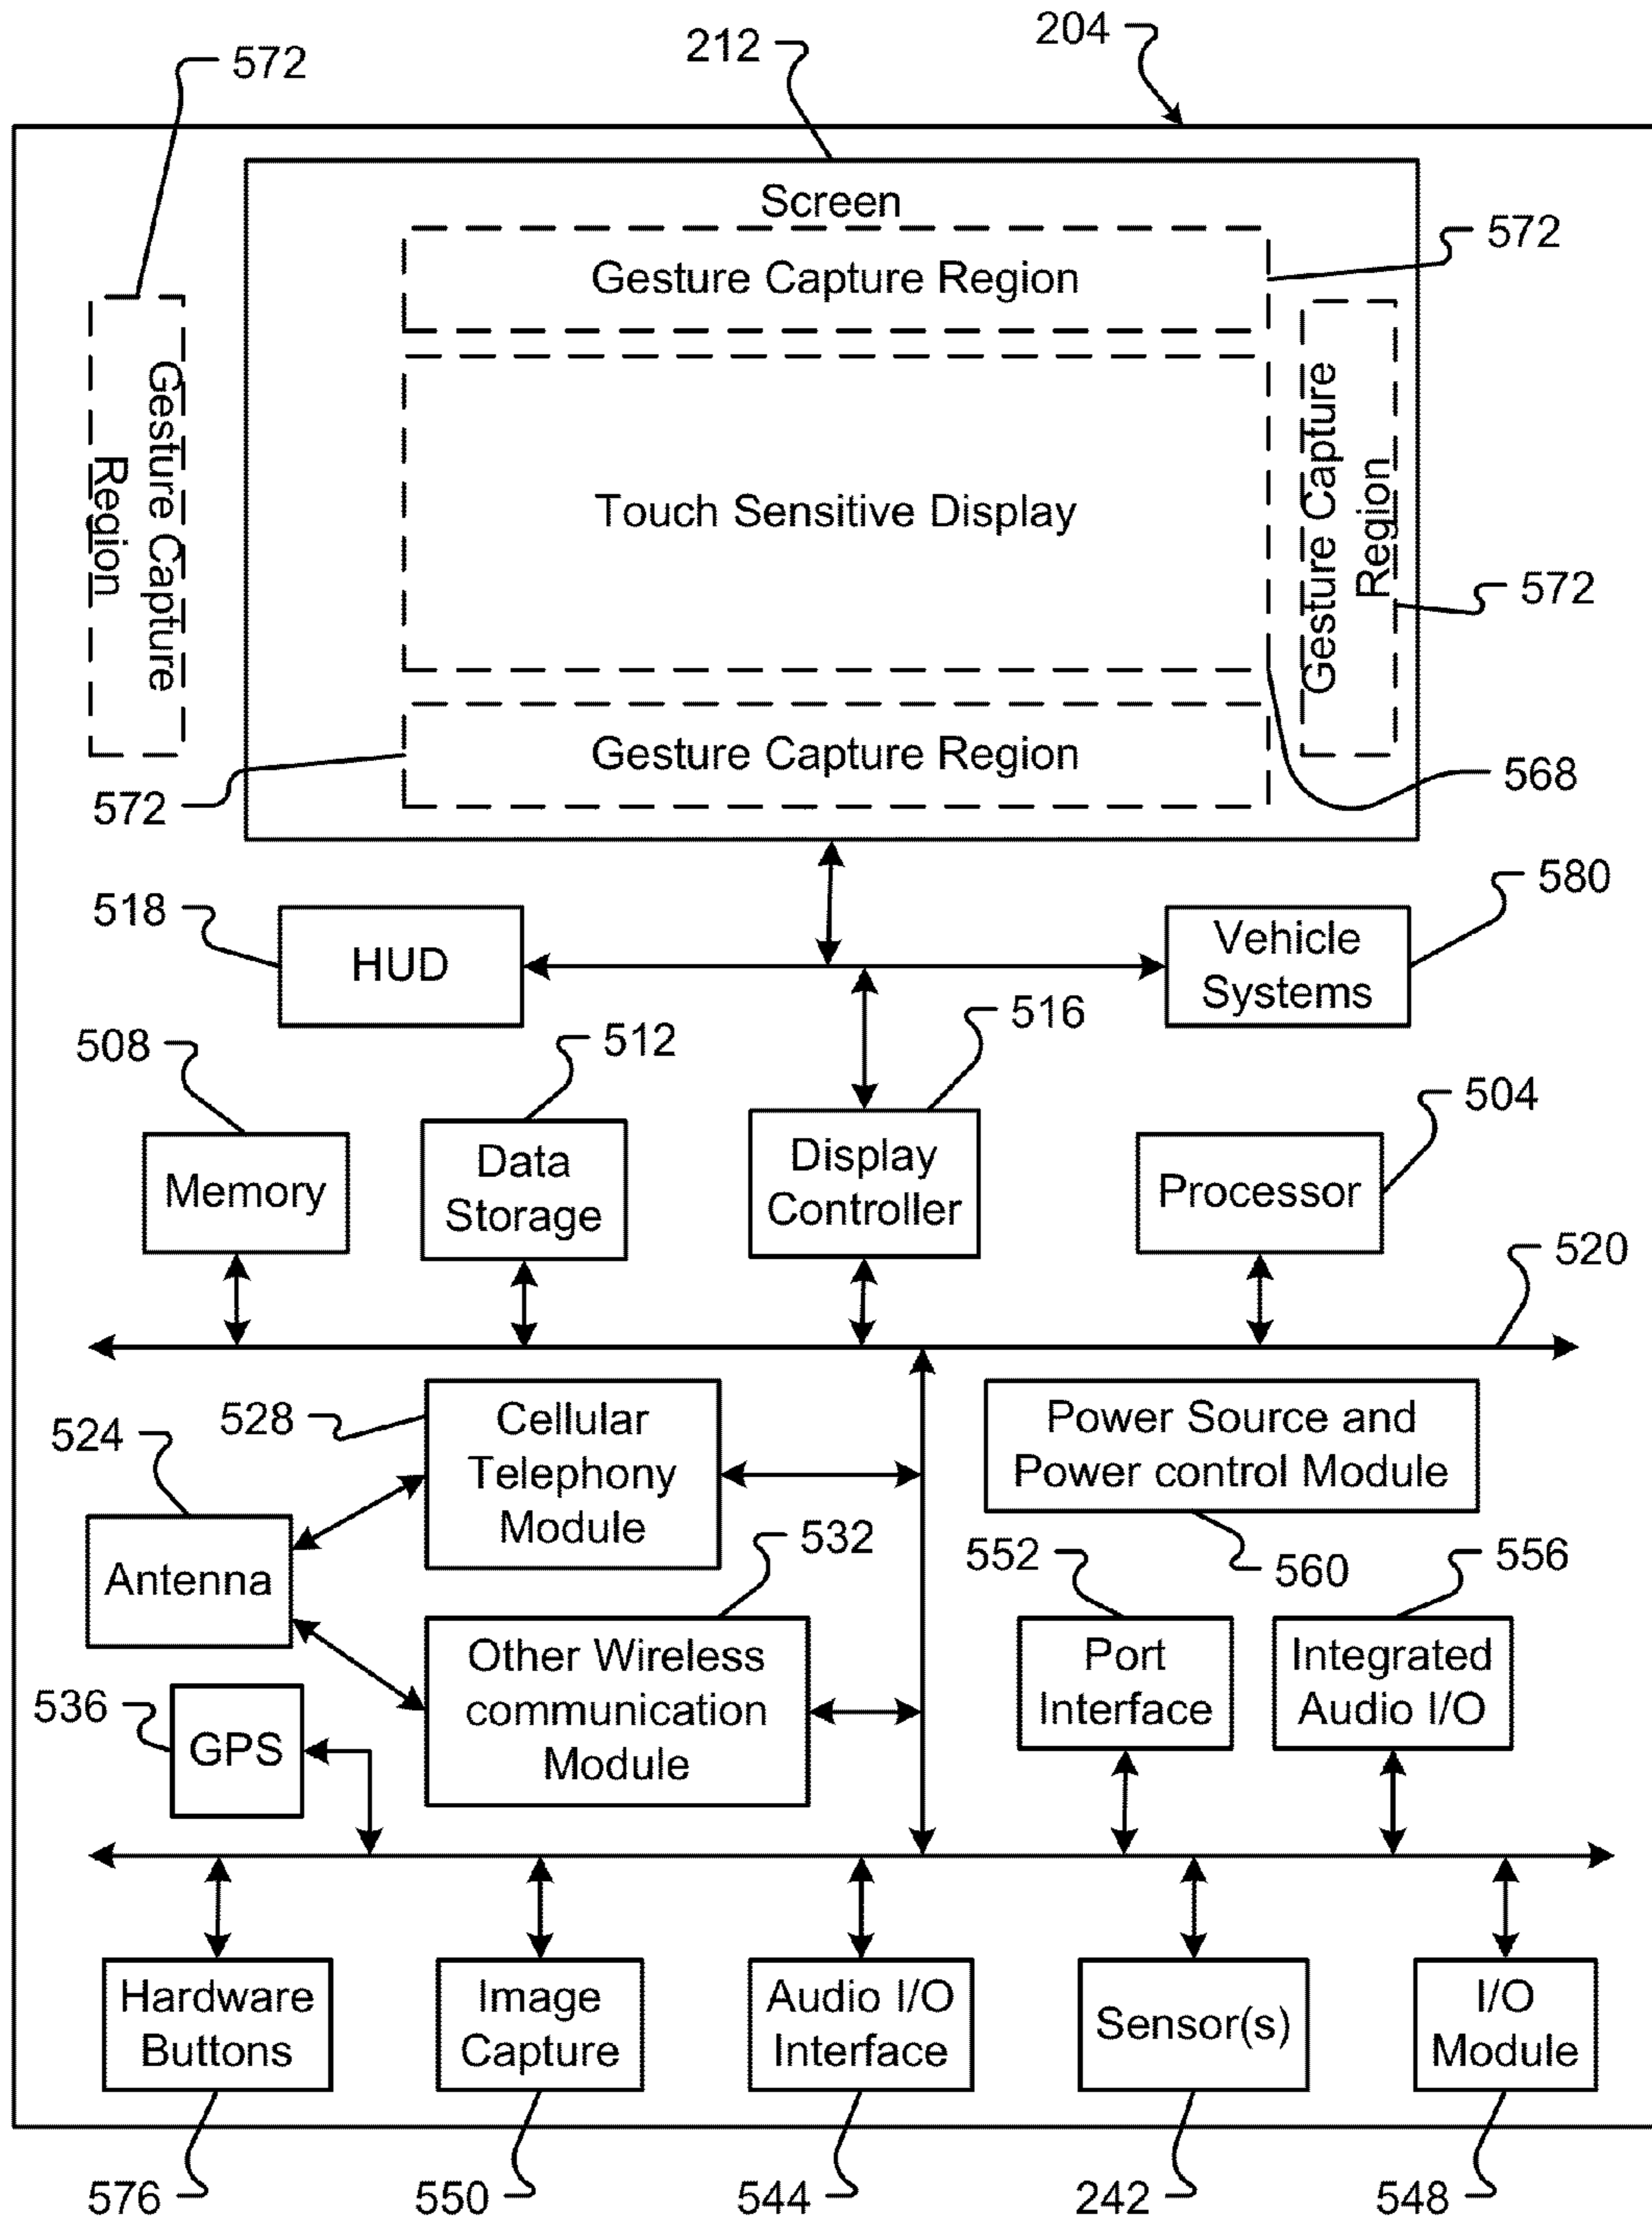 204
212
572
Screen
572
Gesture Capture Region
Gesture Capture
Region
Gesture Capture
Region
Touch Sensitive Display
572
Gesture Capture Region
568
572
580
518
HUD
Vehicle
Systems
516
512
508
504
Memory
Data
Storage
Display
Controller
Processor
520
528
Cellular
Telephony
Module
Power Source and
Power control Module
524
532
552
560
556
Antenna
Other Wireless
communication
Module
Port
Interface
Integrated
Audio I/O
536
GPS
Hardware
Buttons
Image
Capture
Audio I/O
Interface
Sensor(s)
I/O
Module
576
550
544
242
548